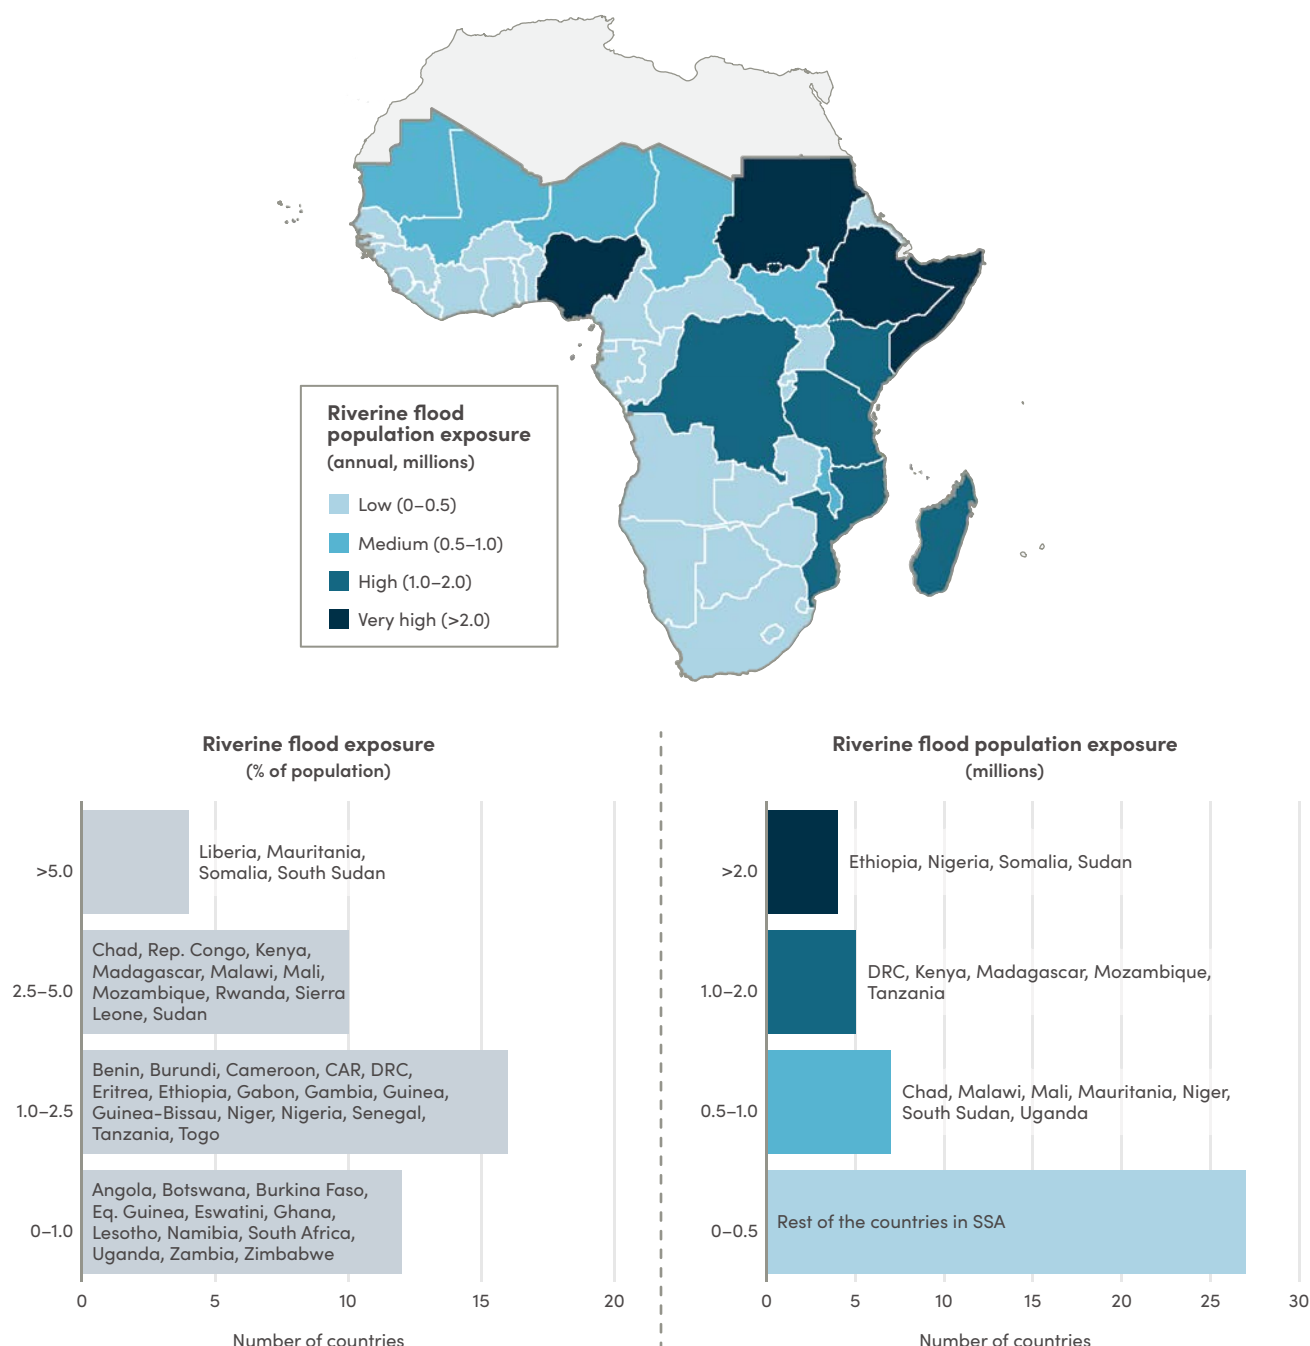 Riverine flood
population exposure
(annual, millions)
Low (0–0.5)
Medium (0.5–1.0)
High (1.0–2.0)
Very high (>2.0)
Riverine flood exposure
(% of population)
>5.0
Liberia, Mauritania,
Somalia, South Sudan
2.5–5.0
Chad, Rep. Congo, Kenya,
Madagascar, Malawi, Mali,
Mozambique, Rwanda, Sierra
Leone, Sudan
1.0–2.5
Benin, Burundi, Cameroon, CAR, DRC,
Eritrea, Ethiopia, Gabon, Gambia, Guinea,
Guinea-Bissau, Niger, Nigeria, Senegal,
Tanzania, Togo
0–1.0
Angola, Botswana, Burkina Faso,
Eq. Guinea, Eswatini, Ghana,
Lesotho, Namibia, South Africa,
Uganda, Zambia, Zimbabwe
0 5 10 15 20
Number of countries
Riverine flood population exposure
(millions)
>2.0
Ethiopia, Nigeria, Somalia, Sudan
1.0–2.0
DRC, Kenya, Madagascar, Mozambique,
Tanzania
0.5–1.0
Chad, Malawi, Mali, Mauritania, Niger,
South Sudan, Uganda
0–0.5
Rest of the countries in SSA
0 5 10 15 20 25 30
Number of countries